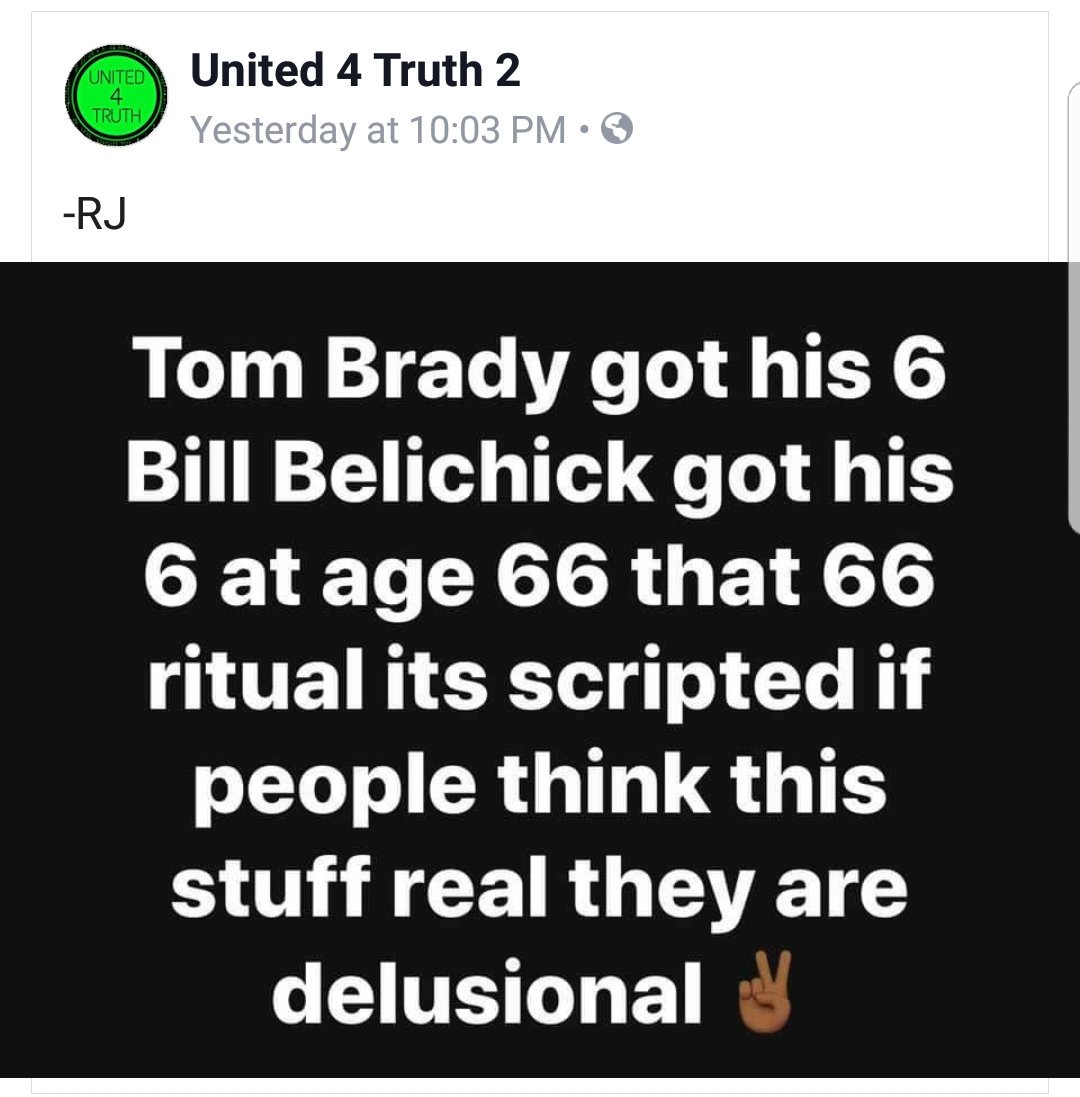 UNITED
4
TRUTH
United 4 Truth 2
Yesterday at 10:03 PM •
-RJ
Tom Brady got his 6
Bill Belichick got his
6 at age 66 that 66
ritual its scripted if
people think this
stuff real they are
delusional ✌🏾